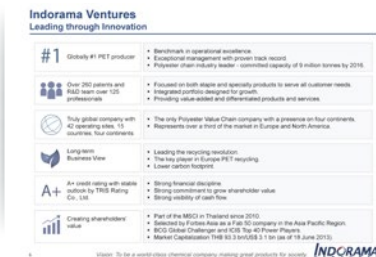 Indorama Ventures
Leading through Innovation
#1
Globally #1 PET producer
• Benchmark in operational excellence.
• Exceptional management with proven track record
• Polyester chain industry leader - committed capacity of 9 million tonnes by 2016.
Over 260 patents and
R&D team over 125
professionals
• Focused on both staple and specialty products to serve all customer needs.
• Integrated portfolio designed for growth.
• Providing value-added and differentiated products and services
Truly global company with
42 operating sites, 15
countries, four continents
• The only Polyester Value Chain company with a presence on four continents.
• Represents over a third of the market in Europe and North America.
Long-term
Business View
• Leading the recycling revolution.
• The key player in Europe PET recycling.
• Lower carbon footprint
A+
A+ credit rating with stable
outlook by TRIS Rating
Co., Ltd.
• Strong financial discipline
• Strong commitment to grow shareholder value
• Strong visibility of cash flow.
Creating shareholders'
value
• Part of the MSCI in Thailand since 2010.
• Selected by Forbes Asia as a Fab 50 company in the Asia Pacific Region.
• BCG Global Challenger and ICIS Top 40 Power Players.
• Market Capitalization THB 93.3 bn/US$ 3.1 bn (as of 18 June 2013)
Vision: To be a world-class chemical company making great products for society
INDORAMA